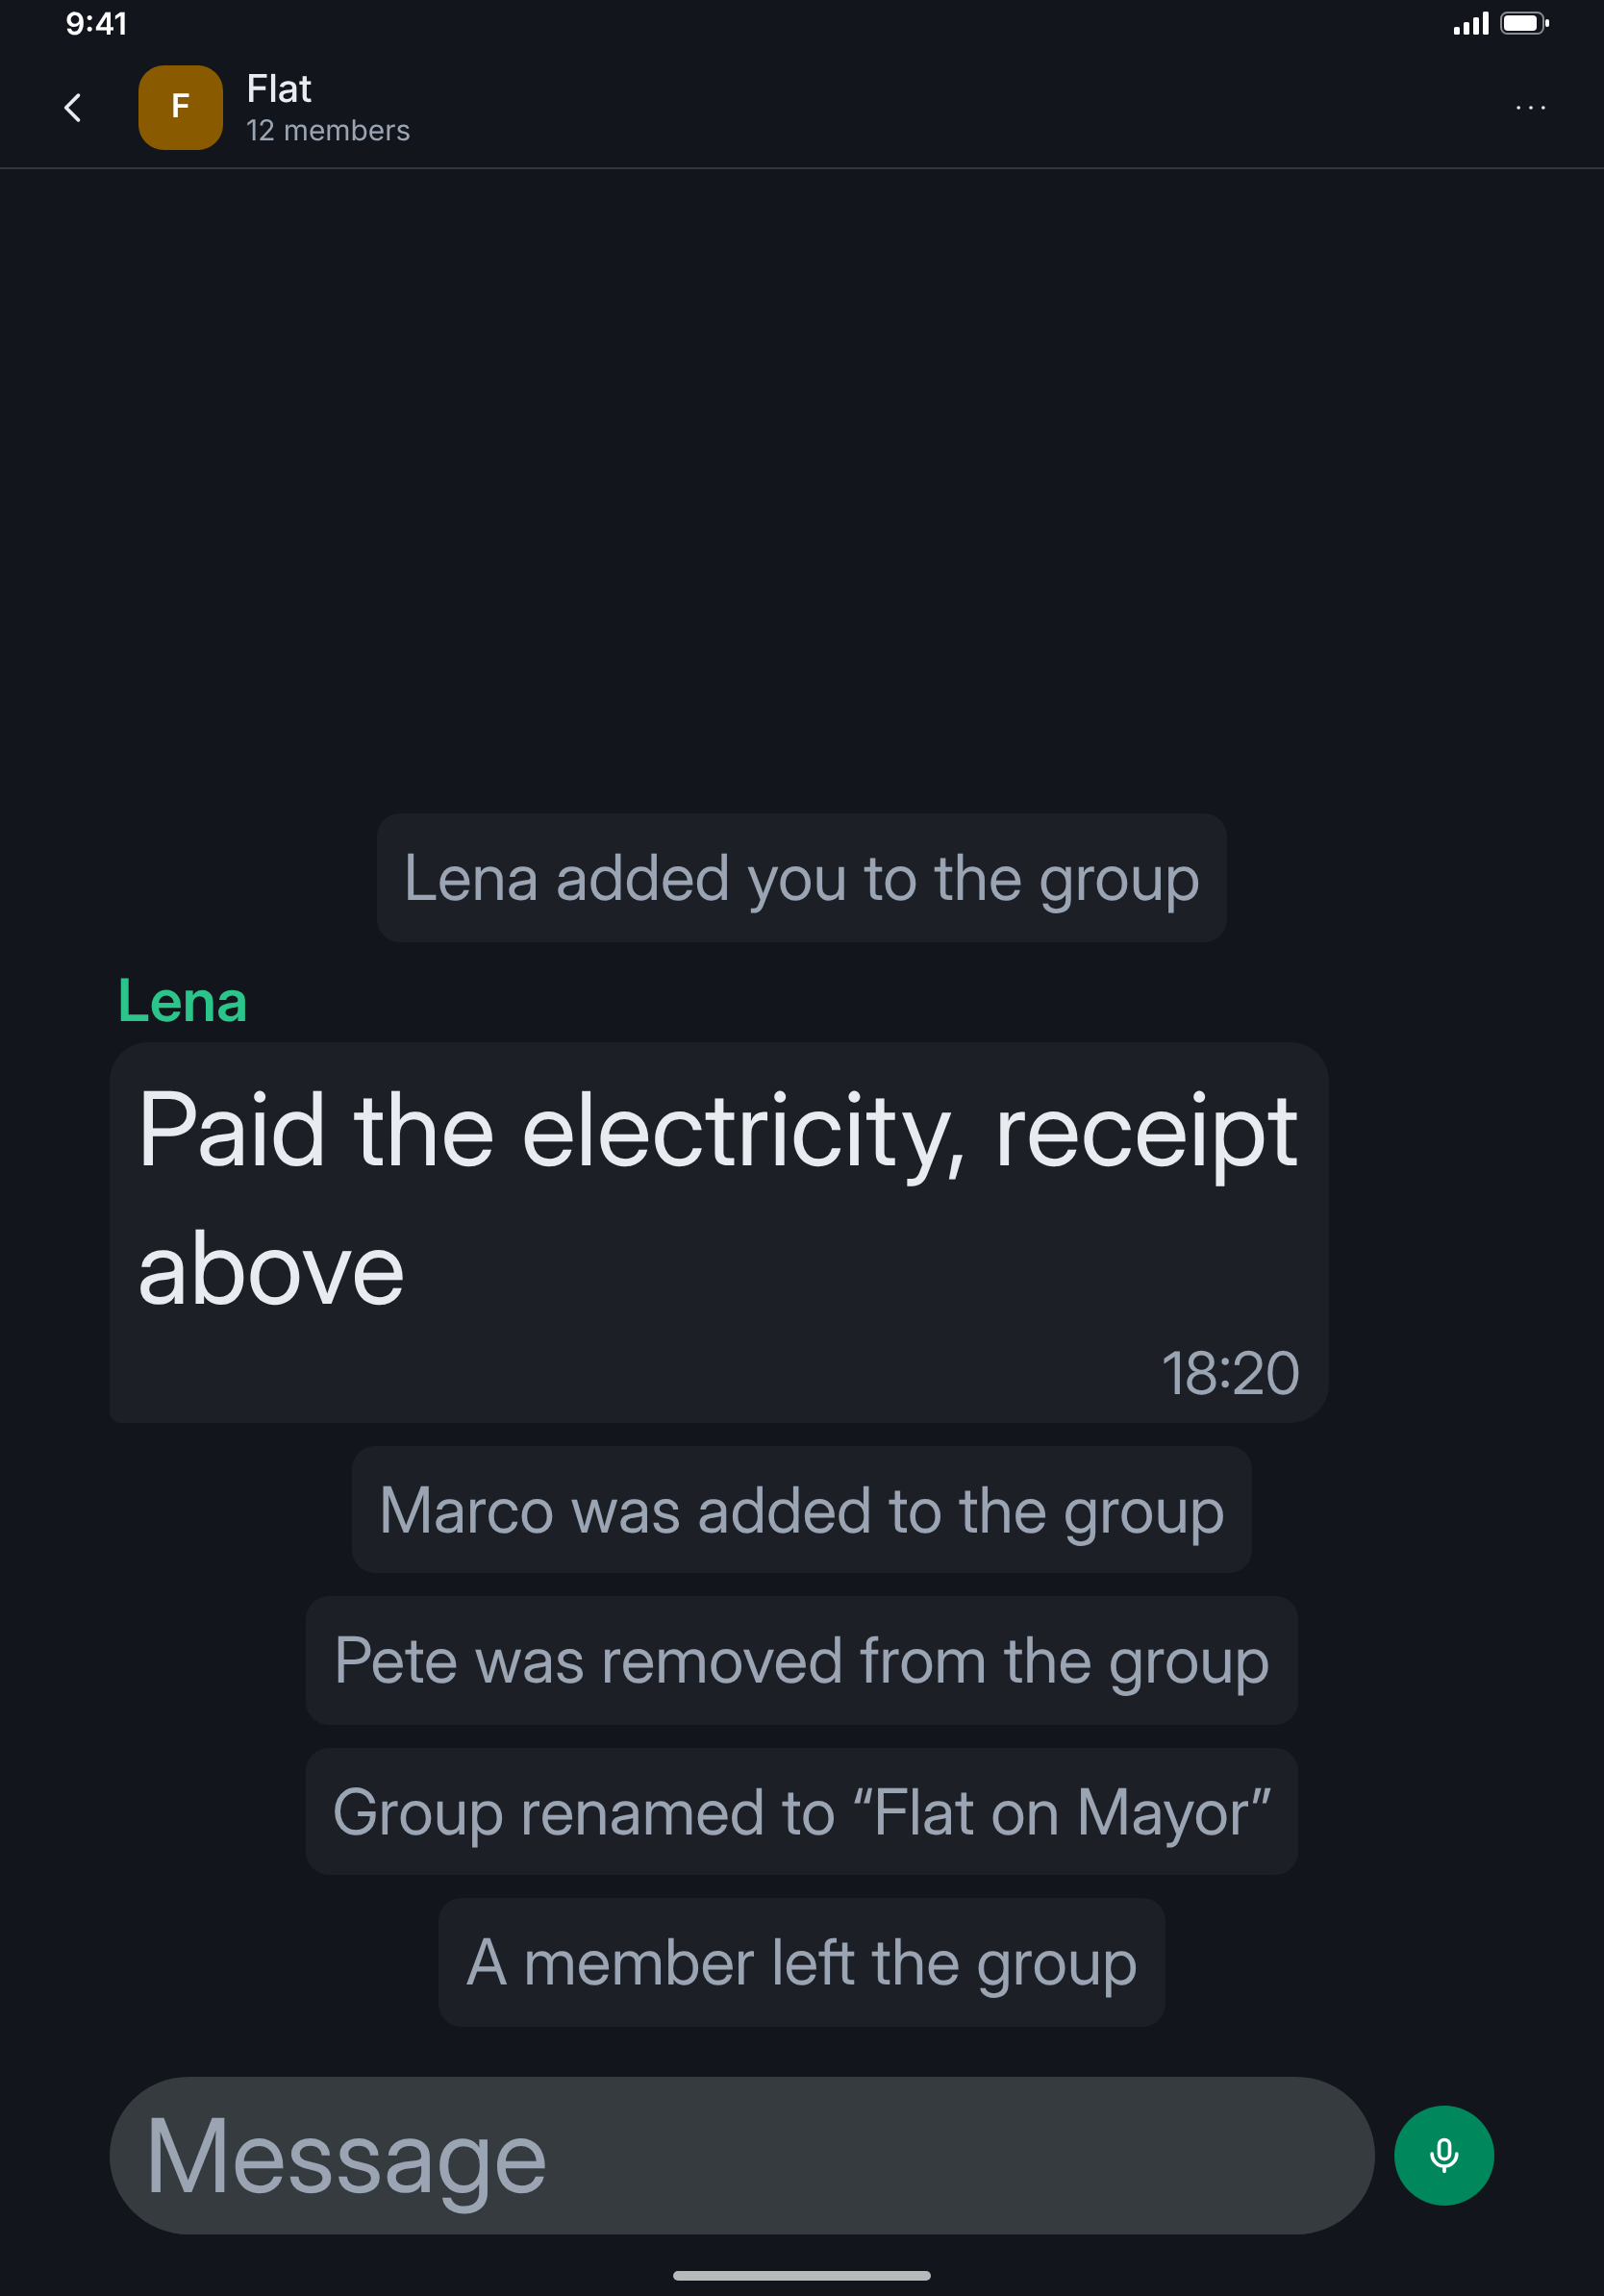 9:41
F
Flat
12 members
Lena added you to the group
Lena
Paid the electricity, receipt
above
18:20
Marco was added to the group
Pete was removed from the group
Group renamed to “Flat on Mayor”
A member left the group
Message